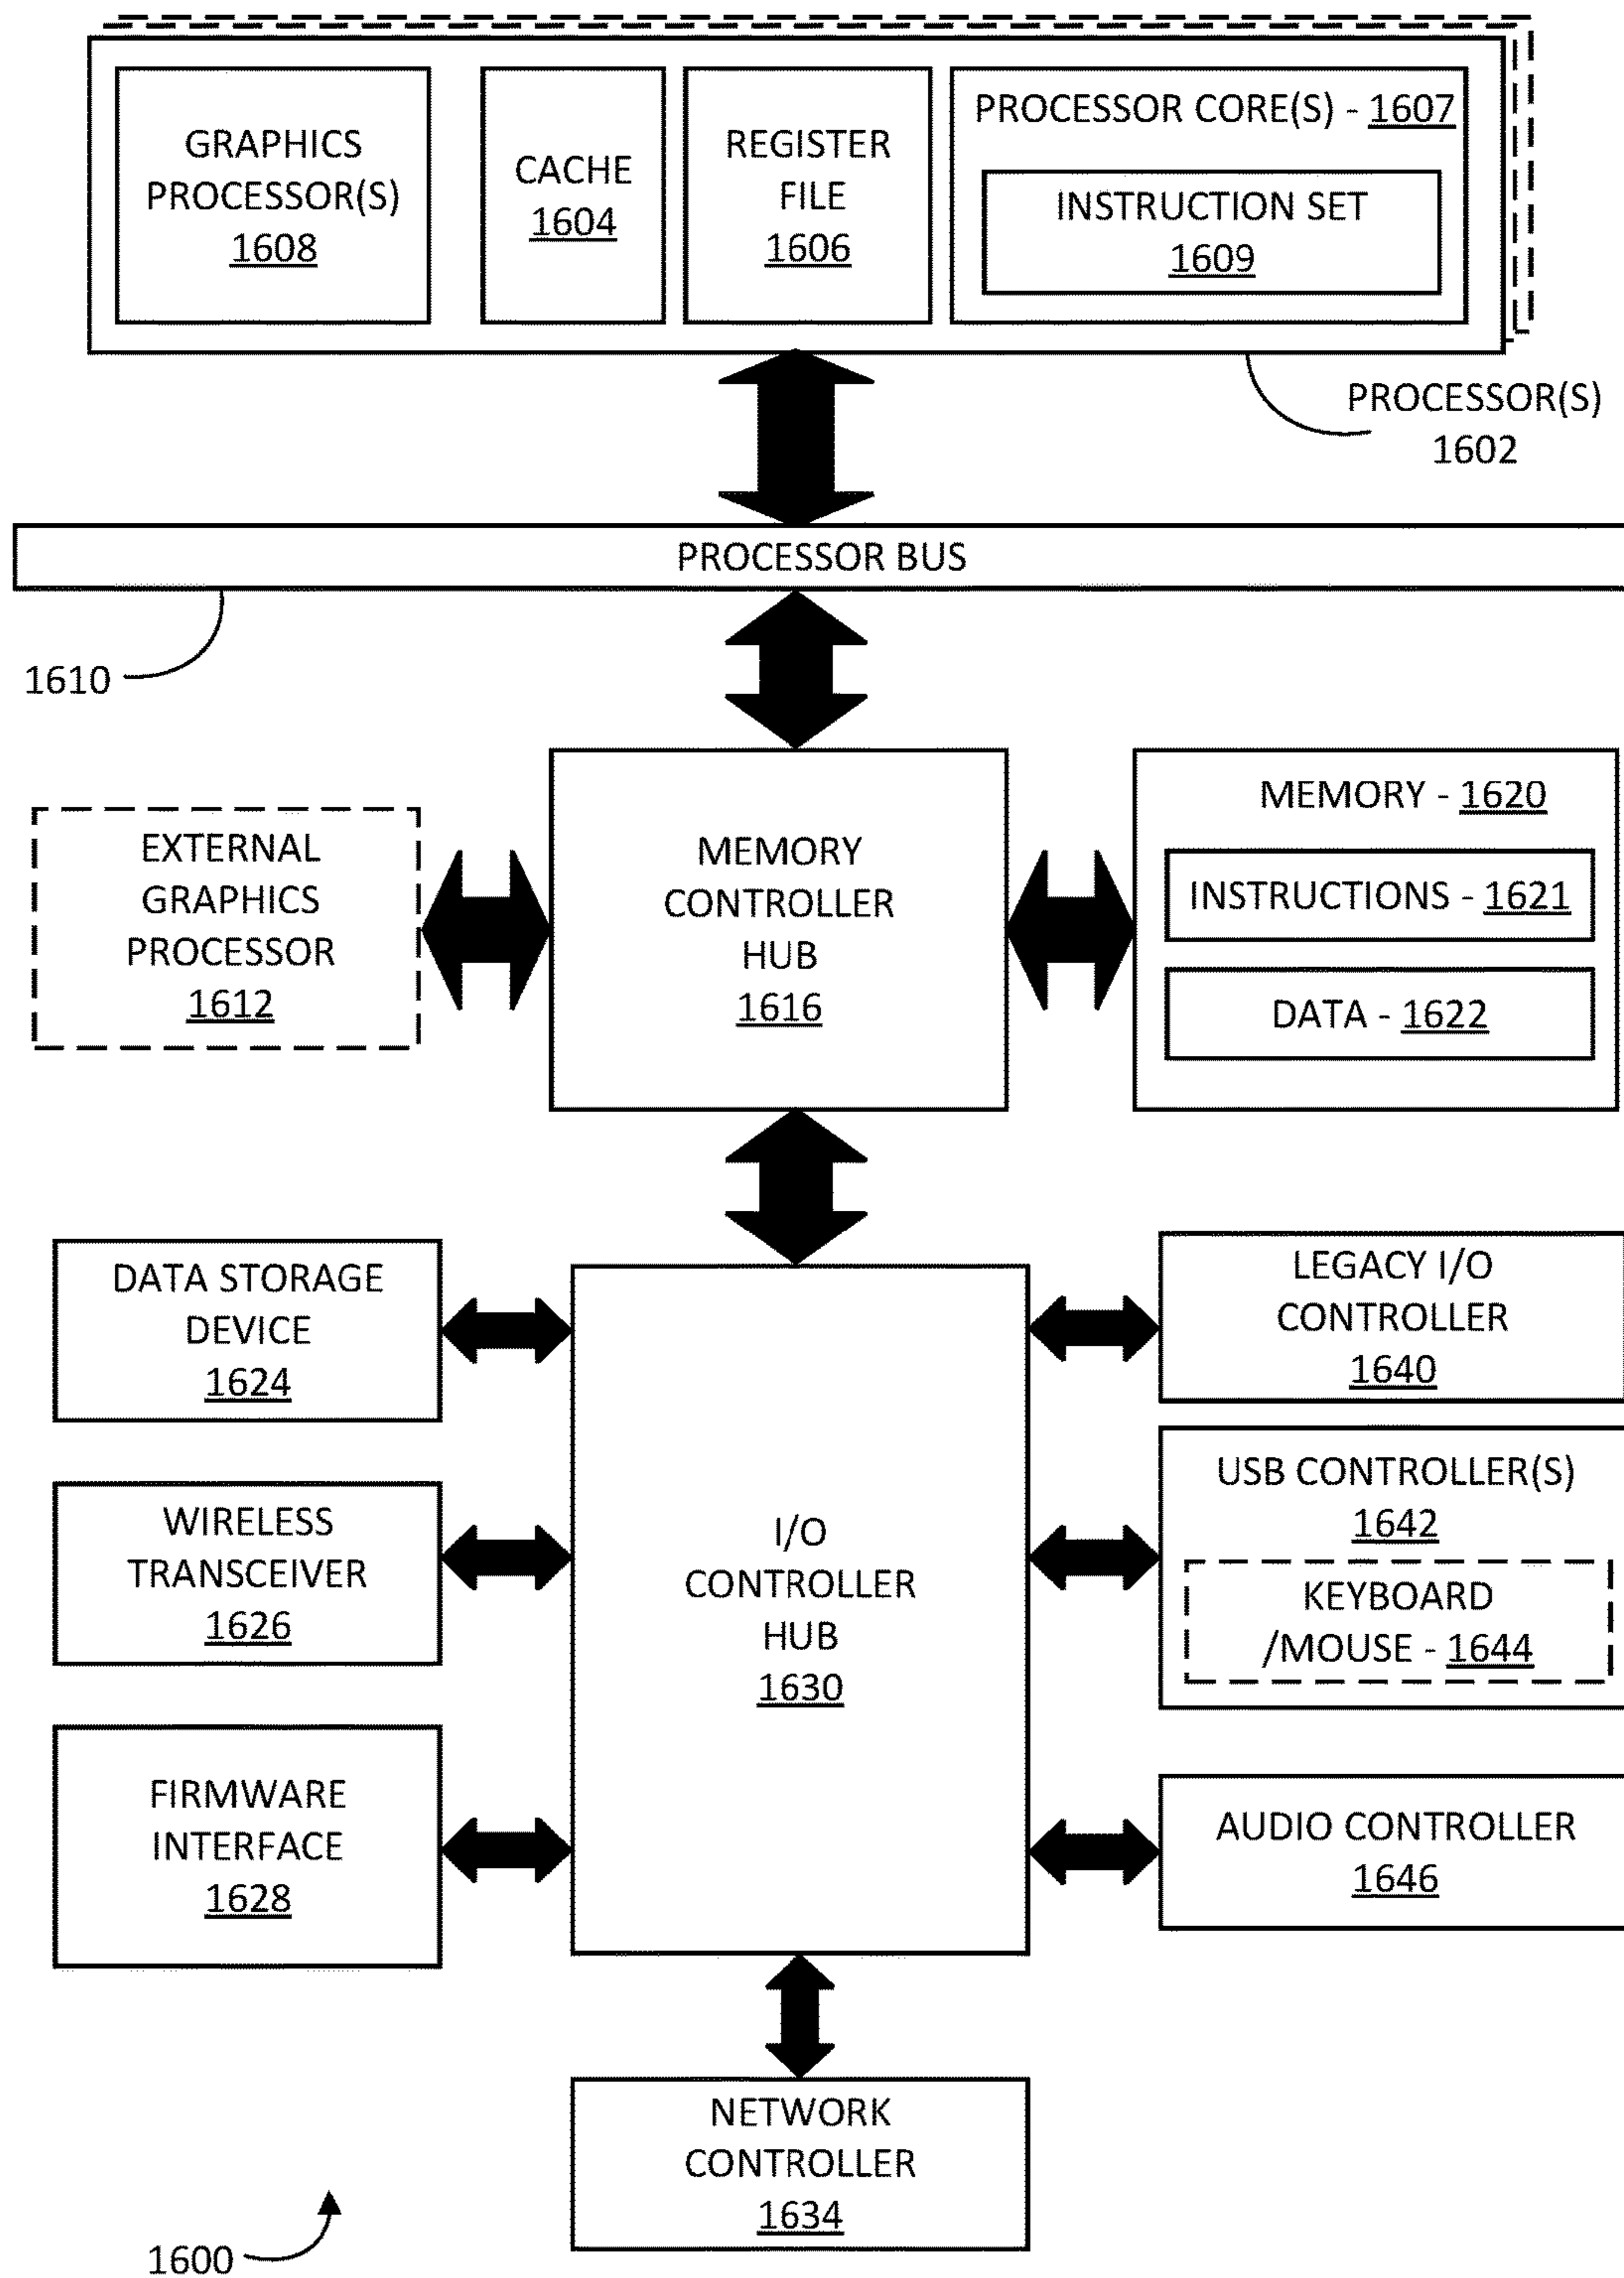 GRAPHICS
PROCESSOR(S)
1608
CACHE
1604
REGISTER
FILE
1606
PROCESSOR CORE(S) - 1607
INSTRUCTION SET
1609
PROCESSOR(S)
1602
PROCESSOR BUS
1610
EXTERNAL
GRAPHICS
PROCESSOR
1612
MEMORY
CONTROLLER
HUB
1616
MEMORY - 1620
INSTRUCTIONS - 1621
DATA - 1622
DATA STORAGE
DEVICE
1624
WIRELESS
TRANSCEIVER
1626
FIRMWARE
INTERFACE
1628
I/O
CONTROLLER
HUB
1630
LEGACY I/O
CONTROLLER
1640
USB CONTROLLER(S)
1642
KEYBOARD
/MOUSE - 1644
AUDIO CONTROLLER
1646
NETWORK
CONTROLLER
1634
1600